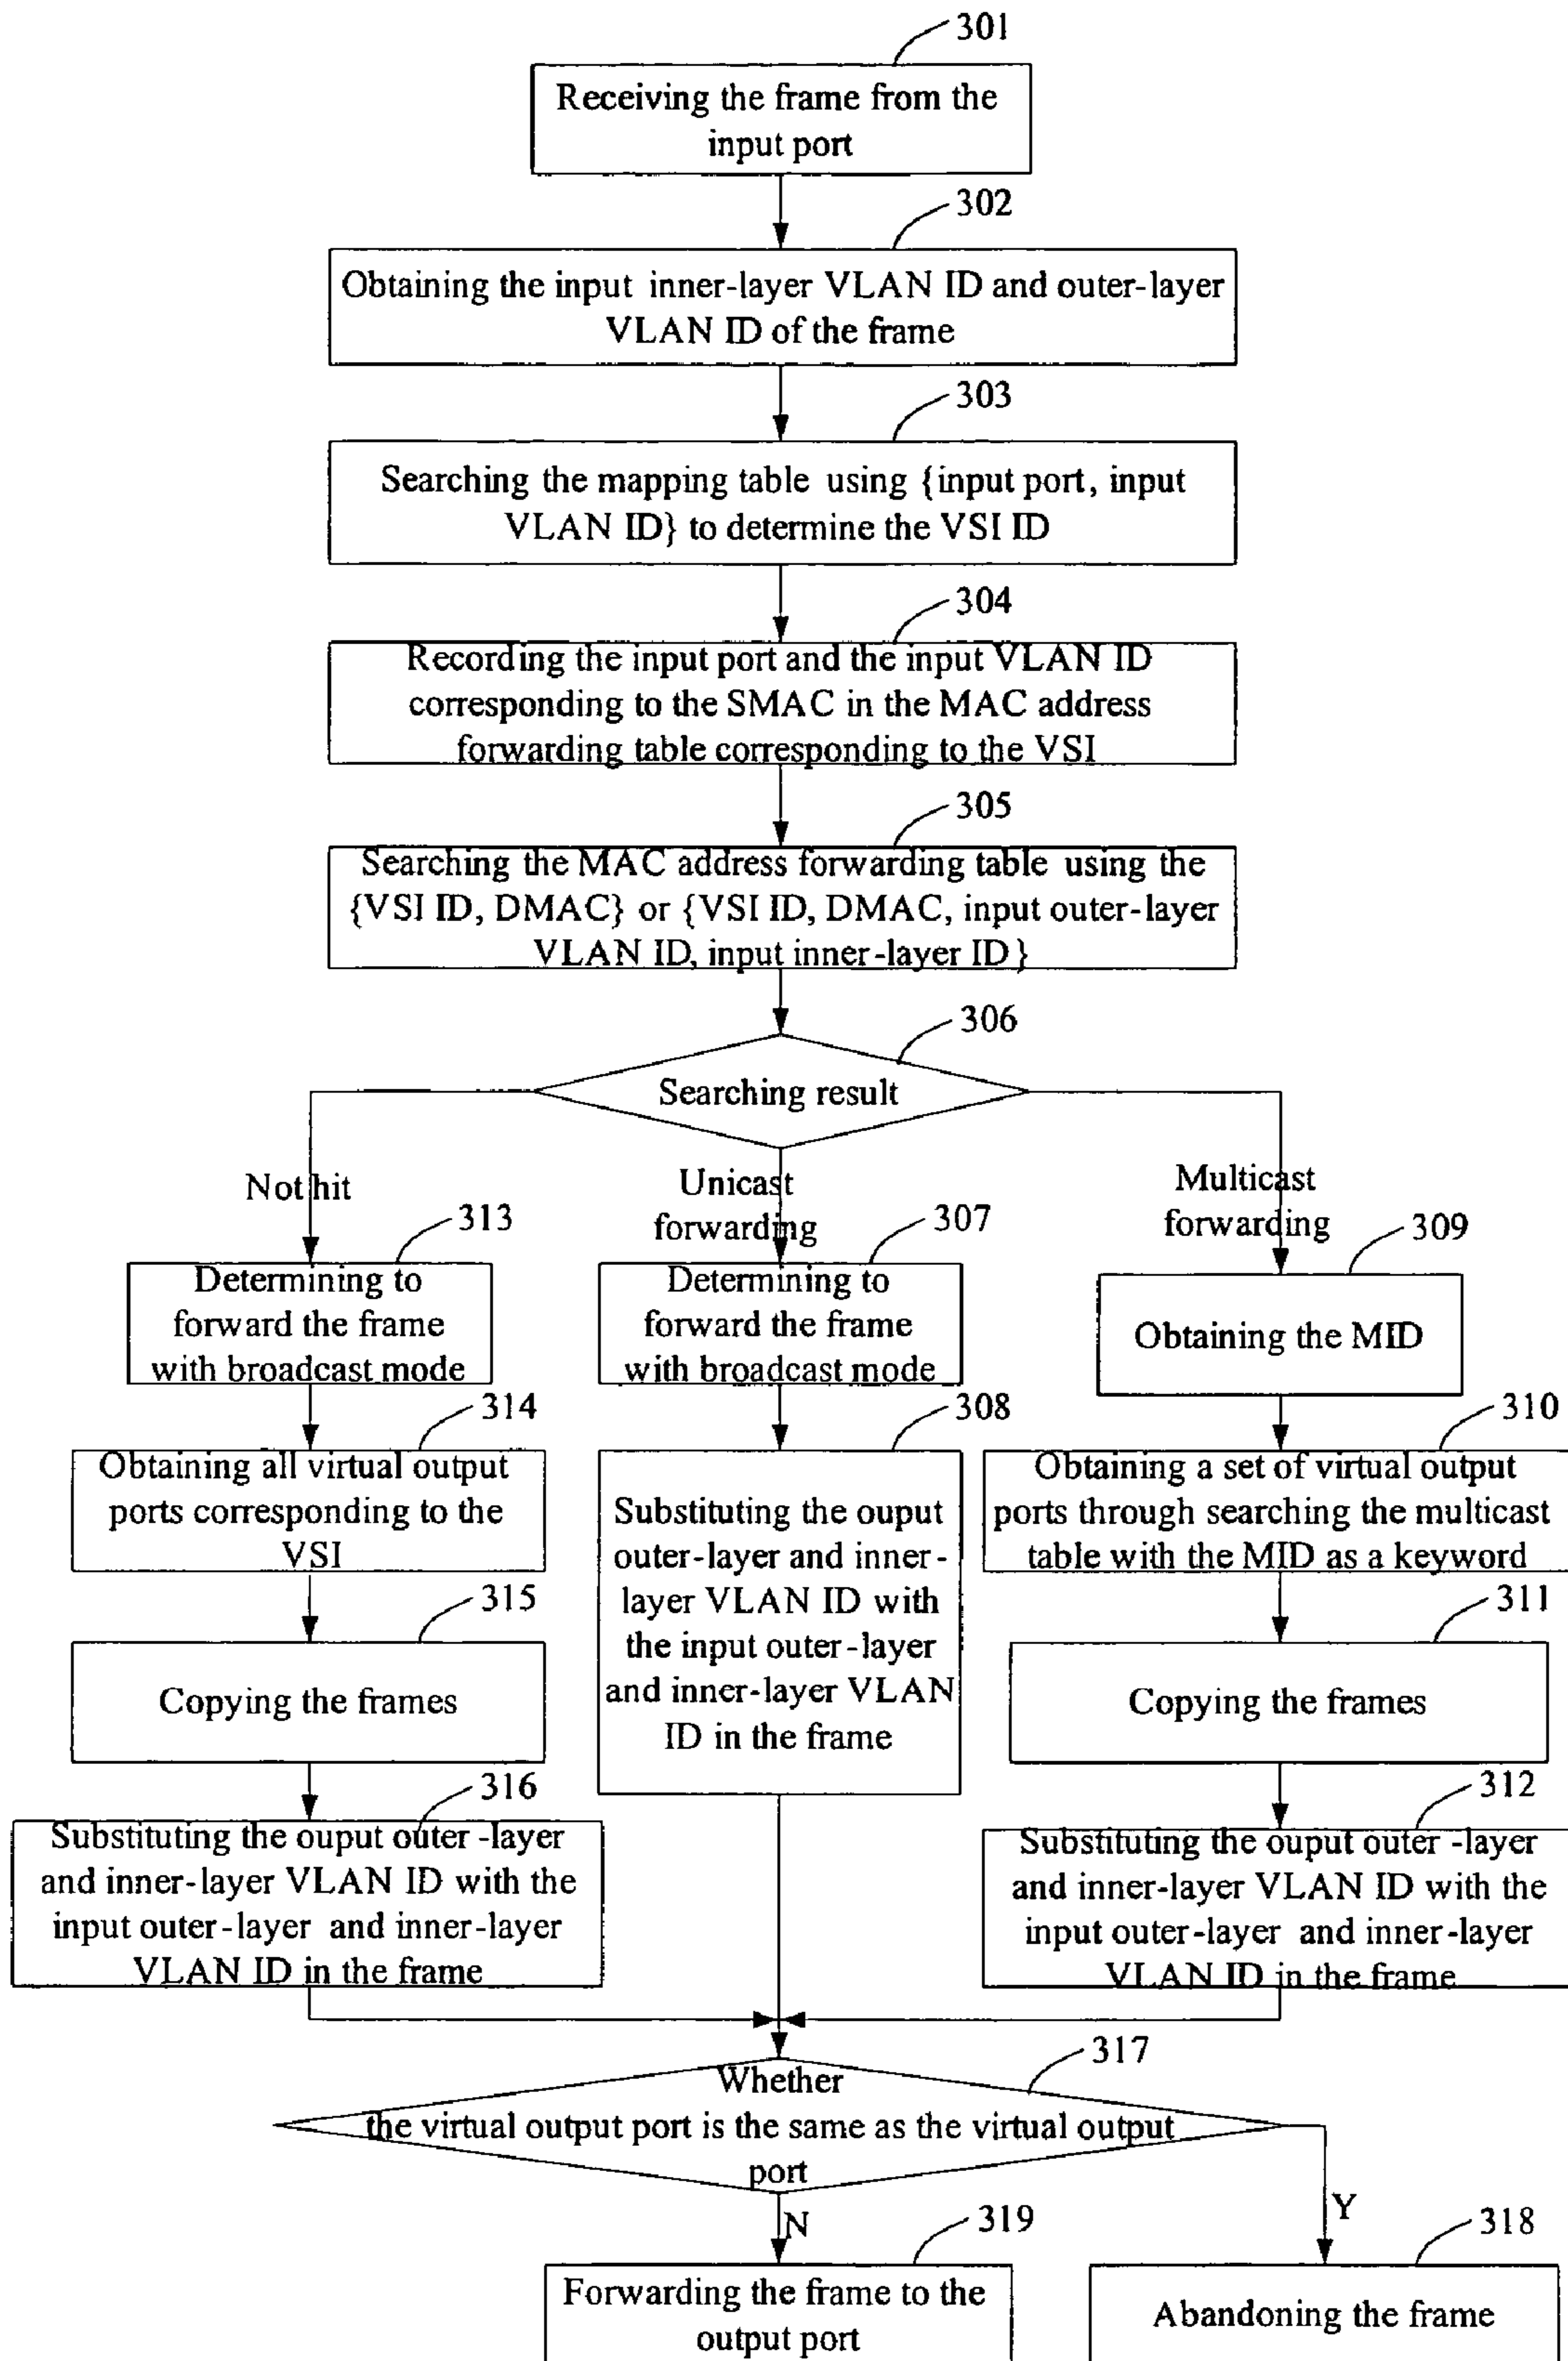 301
Receiving the frame from the
input port
302
Obtaining the input inner-layer VLAN ID and outer-layer
VLAN ID of the frame
303
Searching the mapping table using {input port, input
VLAN ID} to determine the VSI ID
304
Recording the input port and the input VLAN ID
corresponding to the SMAC in the MAC address
forwarding table corresponding to the VSI
305
Searching the MAC address forwarding table using the
{VSI ID, DMAC} or {VSI ID, DMAC, input outer-layer
VLAN ID, input inner-layer ID}
306
Searching result
Not hit
313
Determining to
forward the frame
with broadcast mode
314
Obtaining all virtual output
ports corresponding to the
VSI
315
Copying the frames
316
Substituting the ouput outer-layer
and inner-layer VLAN ID with the
input outer-layer and inner-layer
VLAN ID in the frame
Unicast
forwarding
307
Determining to
forward the frame
with broadcast mode
308
Substituting the ouput
outer-layer and inner-
layer VLAN ID with
the input outer-layer
and inner-layer VLAN
ID in the frame
Multicast
forwarding
309
Obtaining the MID
310
Obtaining a set of virtual output
ports through searching the multicast
table with the MID as a keyword
311
Copying the frames
312
Substituting the ouput outer-layer
and inner-layer VLAN ID with the
input outer-layer and inner-layer
VLAN ID in the frame
317
Whether
the virtual output port is the same as the virtual output
port
N
319
Forwarding the frame to the
output port
Y
318
Abandoning the frame